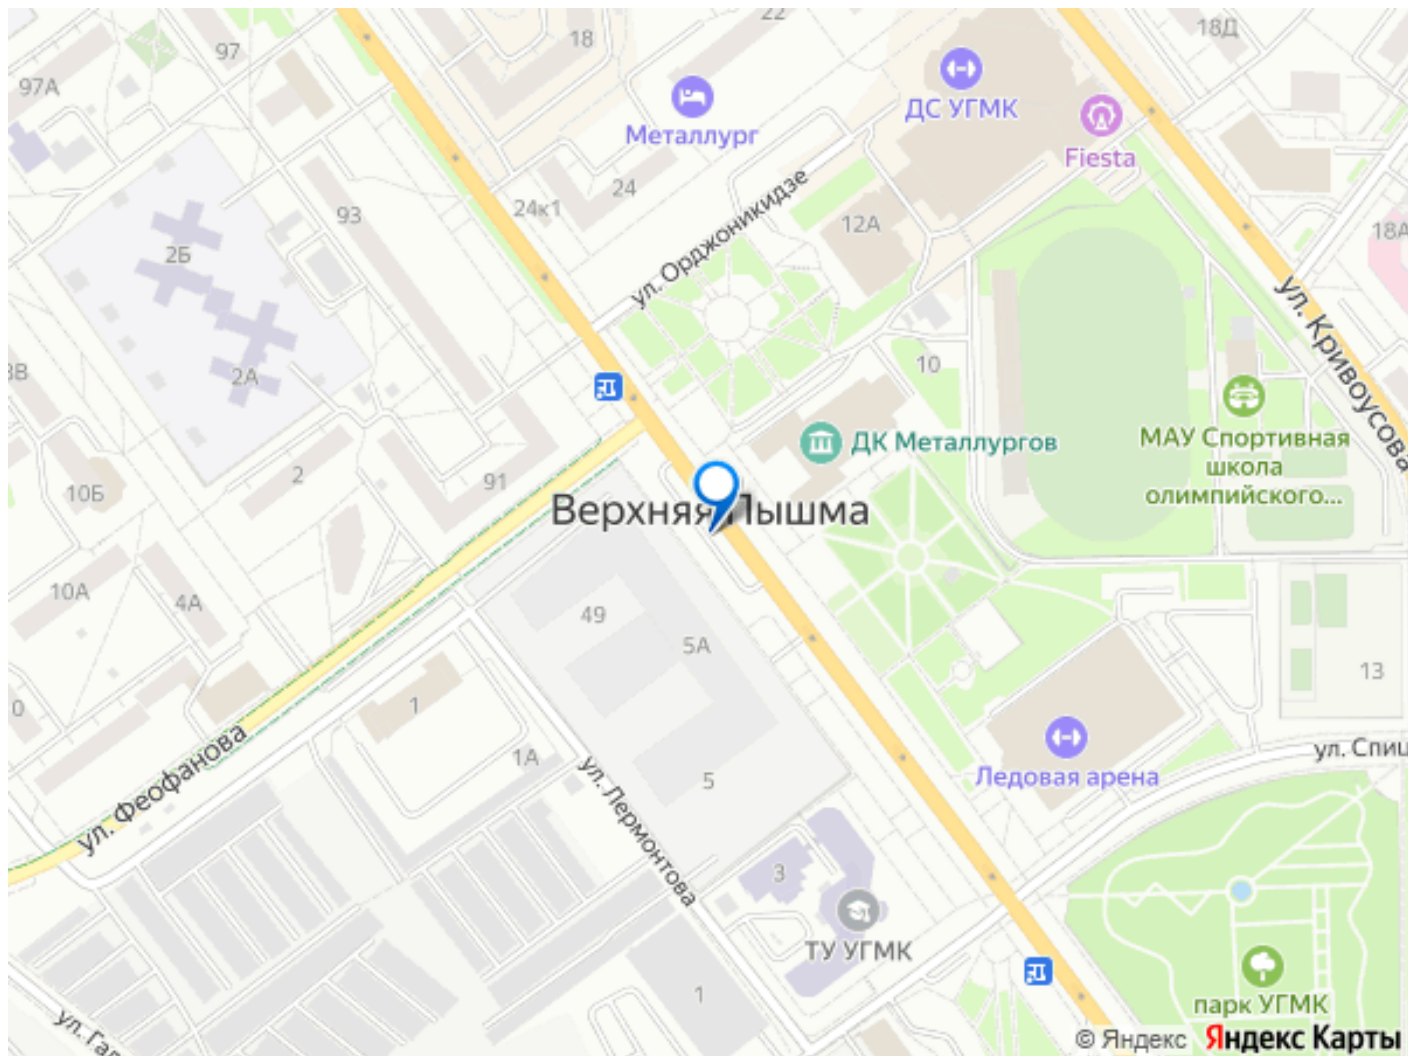 22
18Д
18
97
97А
ДС УГМК
Металлург
Fiesta
24
24к1
93
12А
18А
2Б
ул. Орджоникидзе
ул. Кривоусова
10
2А
3В
ДК Металлургов
МАУ Спортивная
школа
олимпийского...
2
91
10Б
Верхняя Пышма
10А
4А
49
5А
13
1
0
ул. Феофанова
1А
5
ул. Лермонтова
Ледовая арена
ул. Спиц
3
ТУ УГМК
1
парк УГМК
ул. Гал
© Яндекс Яндекс Карты